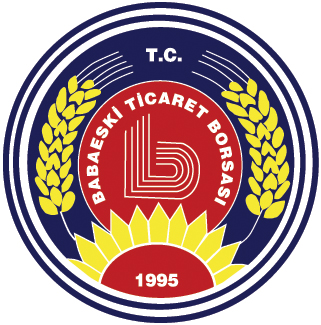 T.C.
BABAESKİ TİCARET BORSASI
b
1995